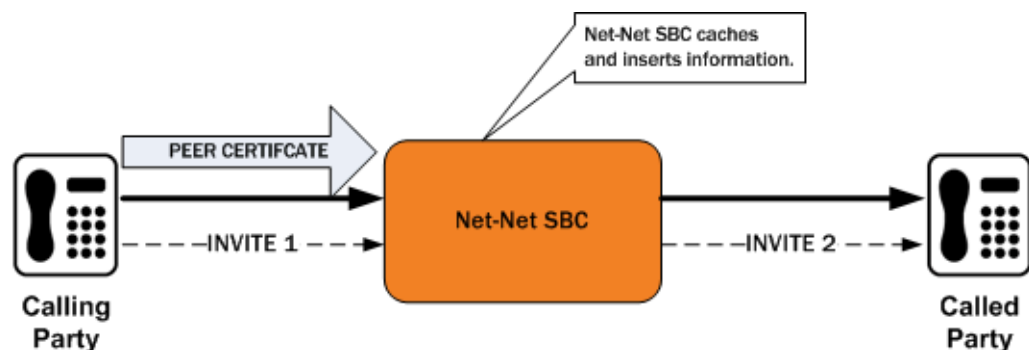 Net-Net SBC caches
and inserts information.
PEER CERTIFCATE
Net-Net SBC
INVITE 1
INVITE 2
Calling
Party
Called
Party